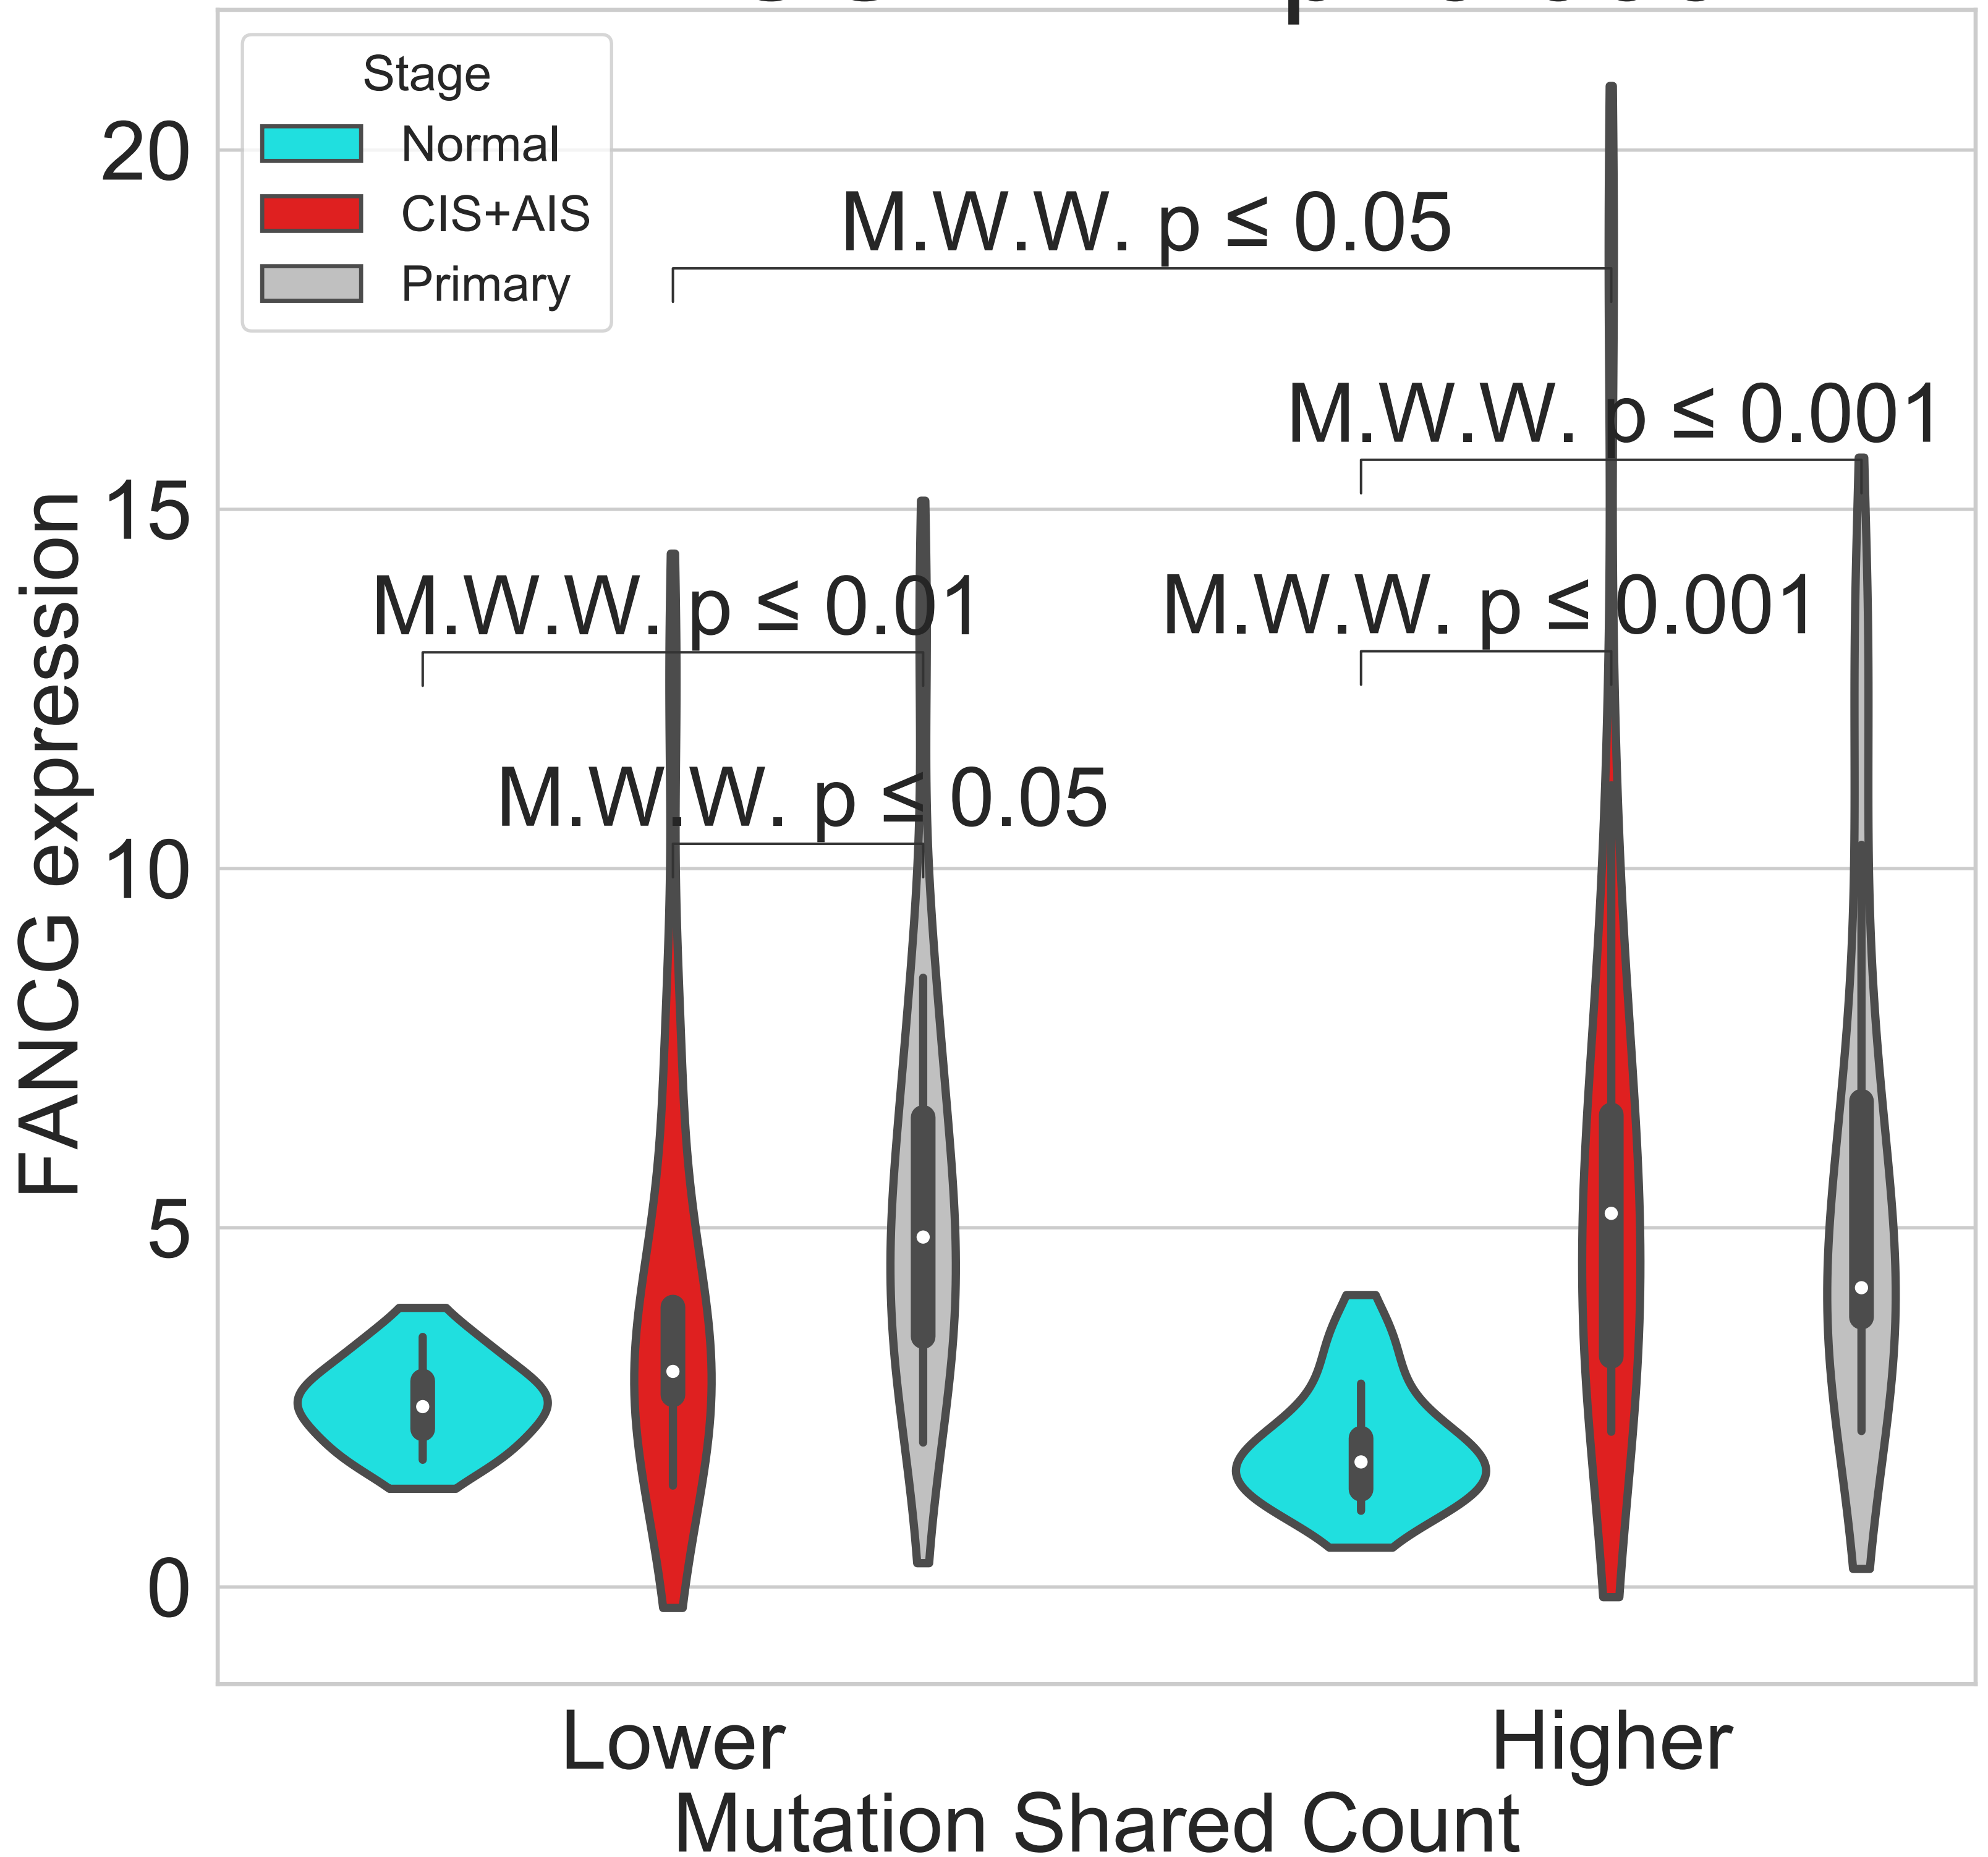 Stage
Normal
CIS+AIS
Primary
20
15
10
5
0
FANCG expression
M.W.W. p ≤ 0.05
M.W.W. p ≤ 0.001
M.W.W. p ≤ 0.01
M.W.W. p ≤ 0.001
M.W.W. p ≤ 0.05
Lower
Higher
Mutation Shared Count